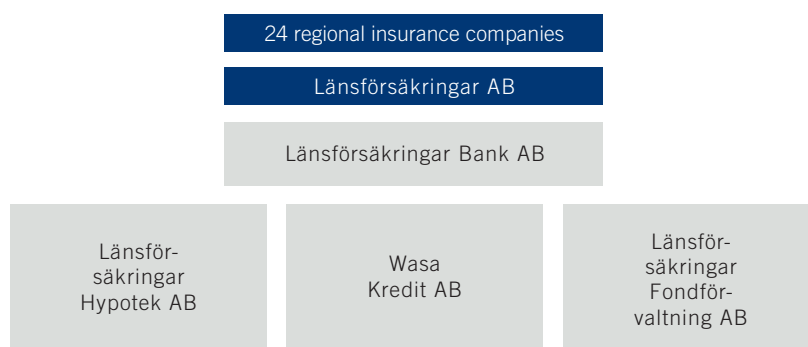 24 regional insurance companies
Länsförsäkringar AB
Länsförsäkringar Bank AB
Länsför-
säkringar
Hypotek AB
Wasa
Kredit AB
Länsför-
säkringar
Fondför-
valtning AB